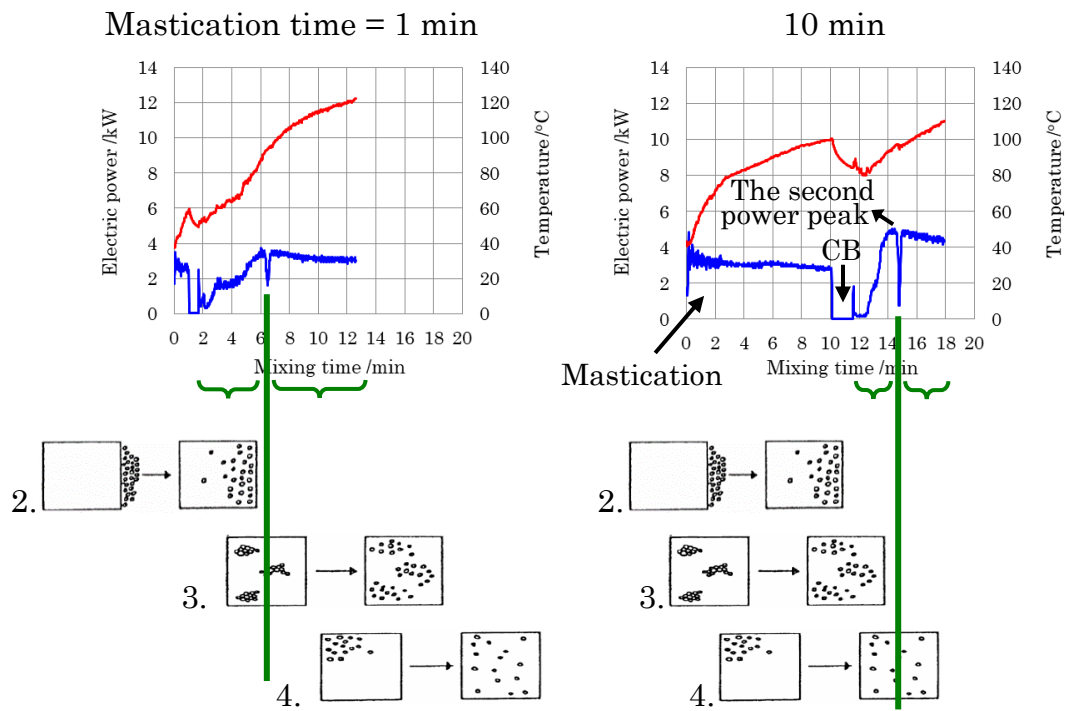 Mastication time = 1 min
10 min
14
12
10
8
6
4
2
0
Electric power /kW
140
120
100
80
60
40
20
0
Temperature/°C
0 2 4 6 8 10 12 14 16 18 20
Mixing time /min
14
12
10
8
6
4
2
0
Electric power /kW
140
120
100
80
60
40
20
0
Temperature/°C
The second
power peak
CB
0 2 4 6 8 10 12 14 16 18 20
Mixing time /min
Mastication
2.
3.
4.
2.
3.
4.